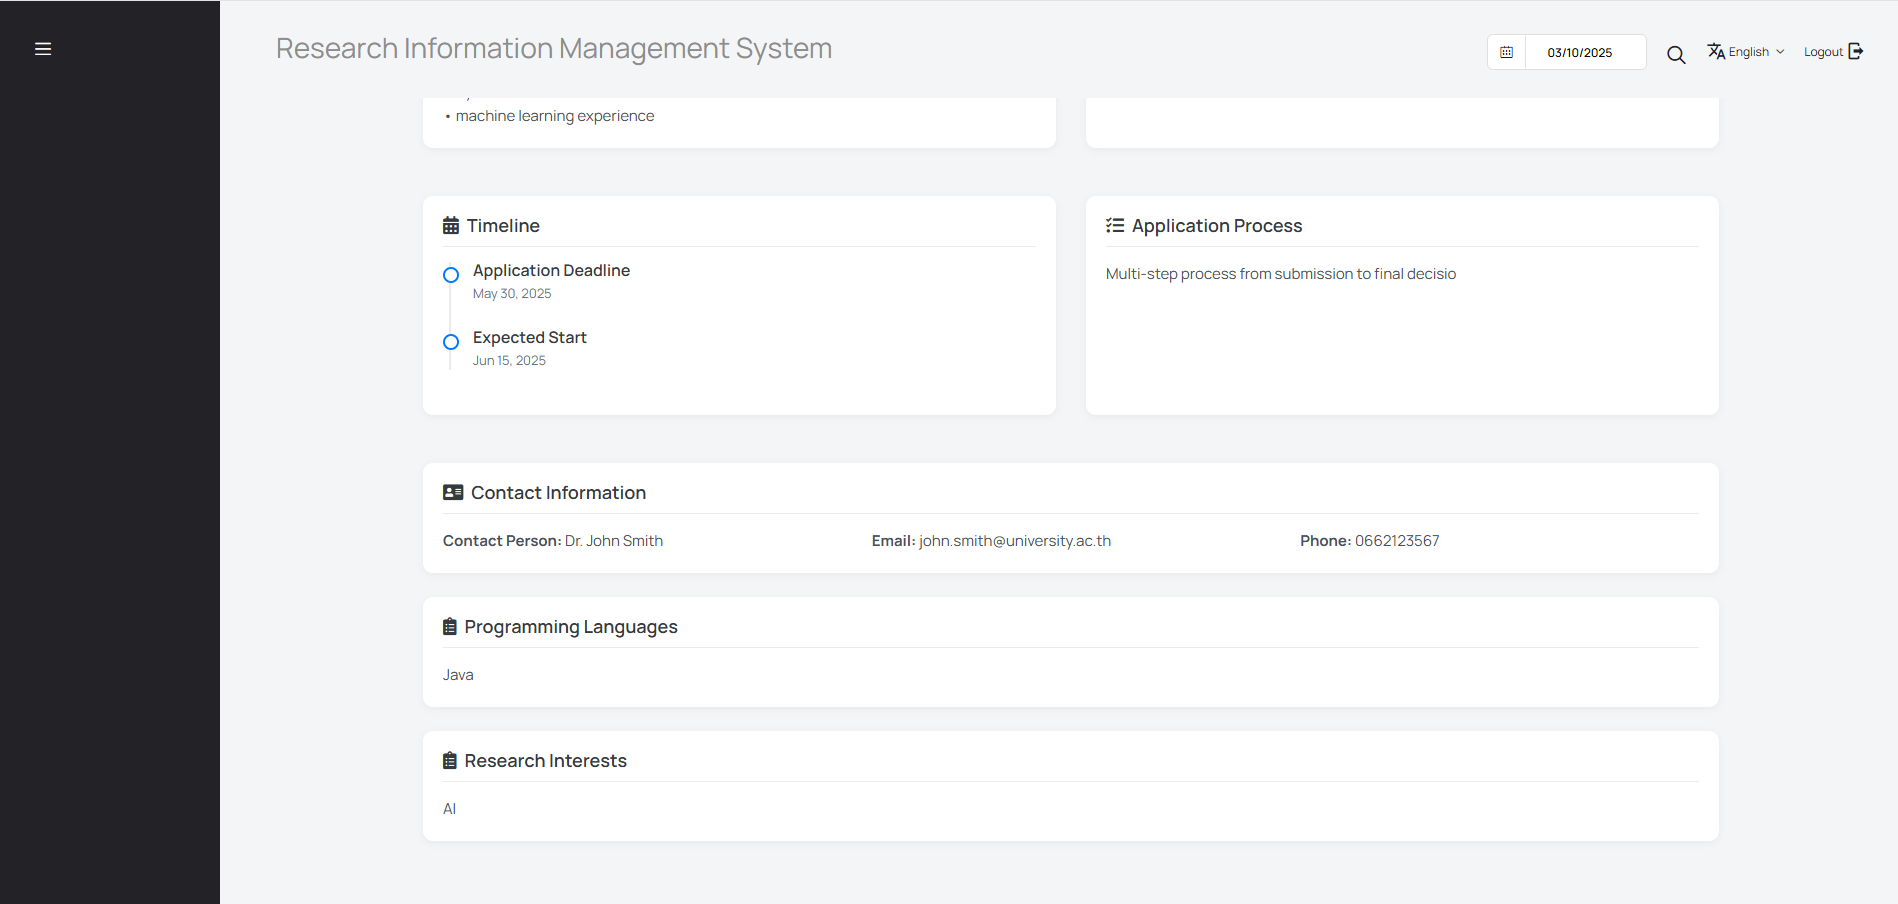 Research Information Management System
03/10/2025
English
Logout
• machine learning experience
Timeline
Application Deadline
May 30, 2025
Expected Start
Jun 15, 2025
Application Process
Multi-step process from submission to final decisio
Contact Information
Contact Person: Dr. John Smith
Email: john.smith@university.ac.th
Phone: 0662123567
Programming Languages
Java
Research Interests
AI